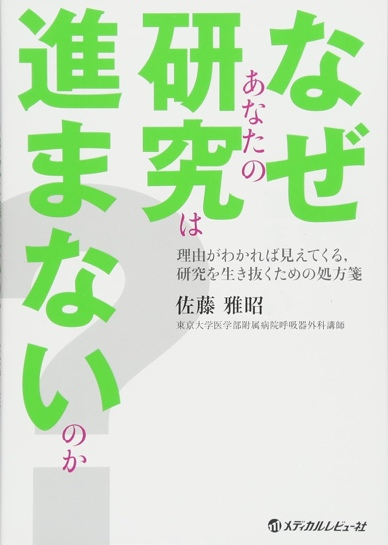 なぜ
あなたの
研究は
進まないのか
理由がわかれば見えてくる,
研究を生き抜くための処方箋
佐藤 雅昭
東京大学医学部附属病院呼吸器外科講師
?
メディカルレビュー社